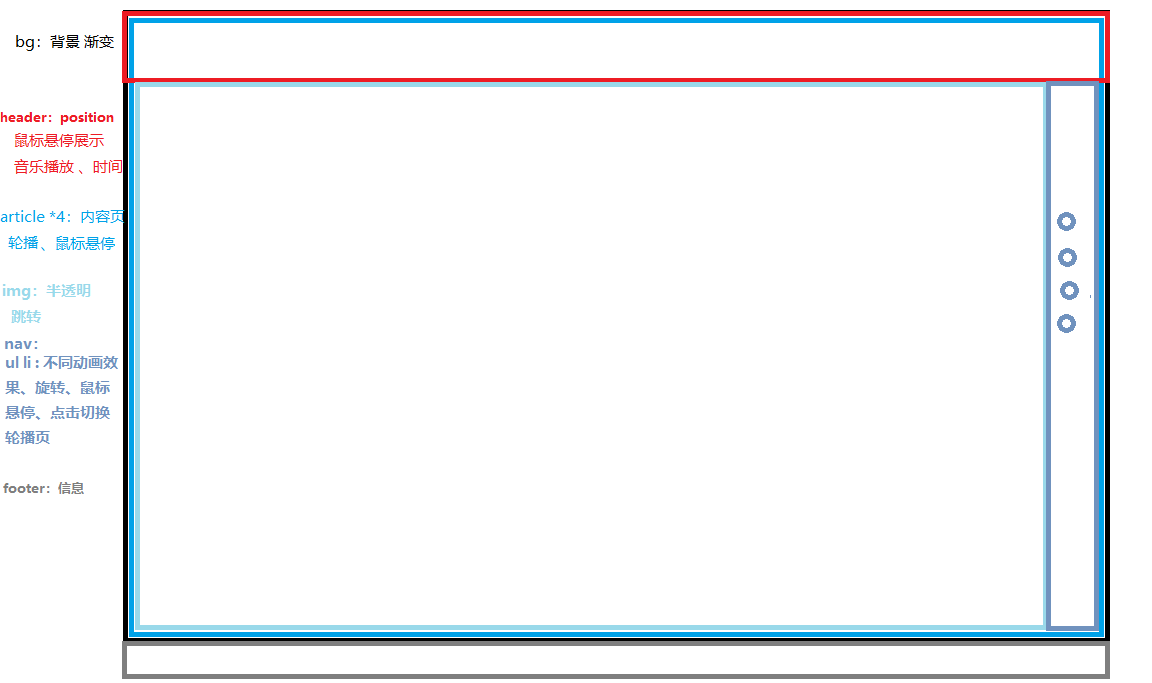 bg：背景 渐变
header：position
鼠标悬停展示
音乐播放 、时间
article *4：内容页
轮播、鼠标悬停
img：半透明
跳转
nav：
ul li : 不同动画效
果、旋转、鼠标
悬停、点击切换
轮播页
footer：信息